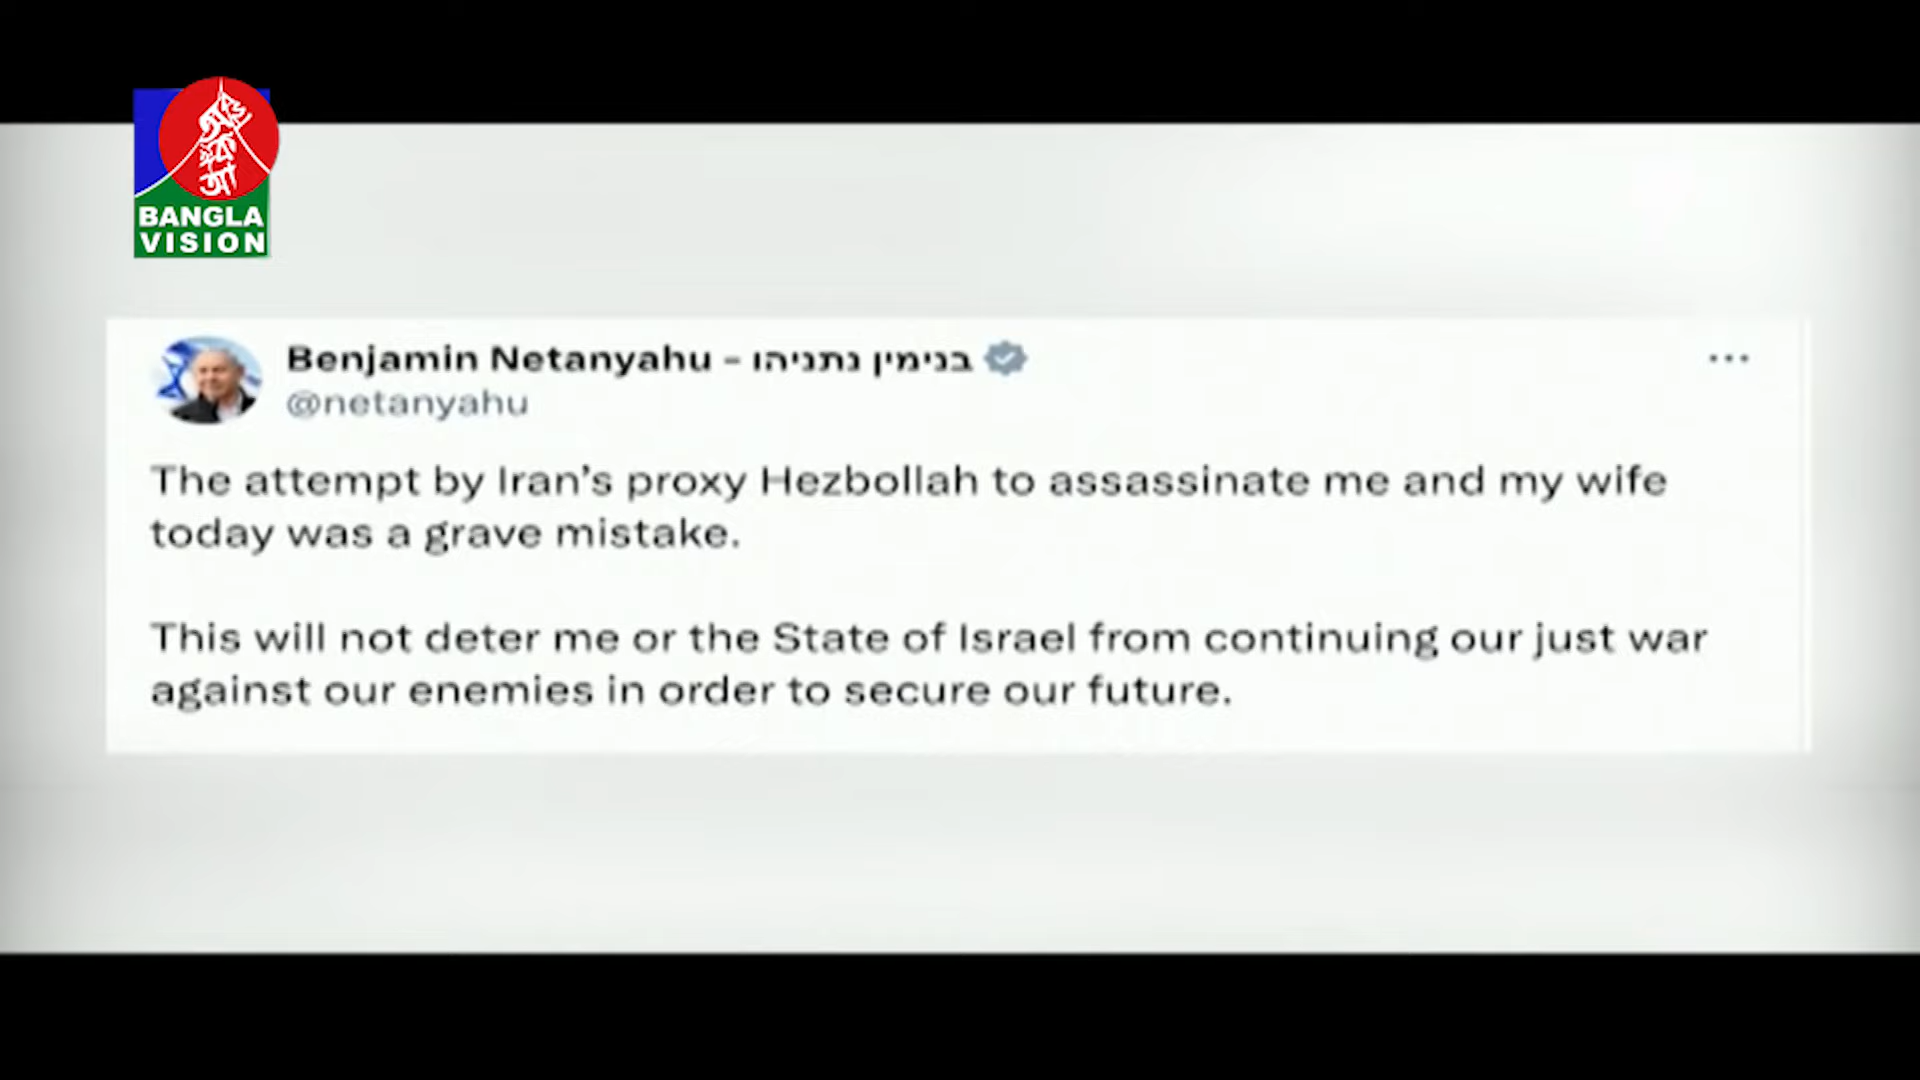 BANGLA
VISION
Benjamin Netanyahu - בנימין נתניהו
@netanyahu
The attempt by Iran's proxy Hezbollah to assassinate me and my wife
today was a grave mistake.
This will not deter me or the State of Israel from continuing our just war
against our enemies in order to secure our future.